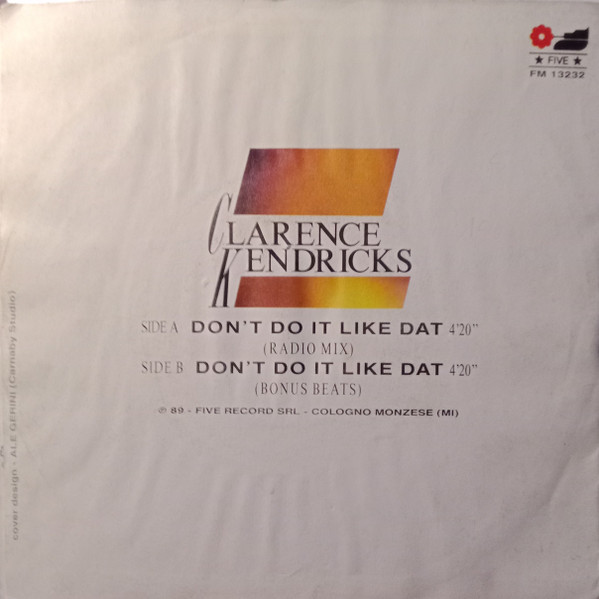 ★ FIVE ★
FM 13232
CLARENCE
KENDRICKS
SIDE A DON'T DO IT LIKE DAT 4'20"
(RADIO MIX)
SIDE B DON'T DO IT LIKE DAT 4'20"
(BONUS BEATS)
℗ 89 - FIVE RECORD SRL - COLOGNO MONZESE (MI)
cover design - ALE GERINI (Carnaby Studio)